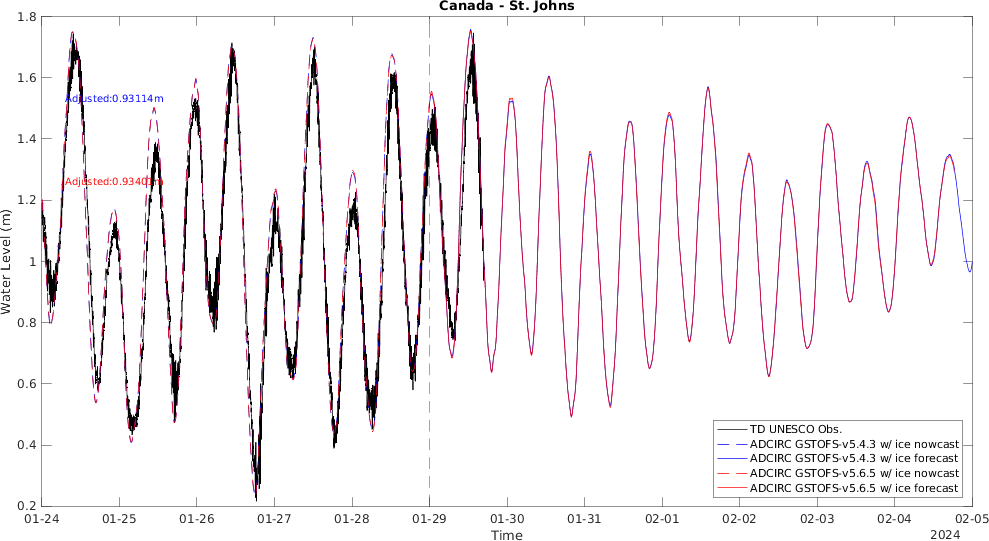 Canada - St. Johns
1.8
1.6
1.4
1.2
1
0.8
0.6
0.4
0.2
Water Level (m)
Adjusted:0.93114m
Adjusted:0.93401m
TD UNESCO Obs.
ADCIRC GSTOFS-v5.4.3 w/ ice nowcast
ADCIRC GSTOFS-v5.4.3 w/ ice forecast
ADCIRC GSTOFS-v5.6.5 w/ ice nowcast
ADCIRC GSTOFS-v5.6.5 w/ ice forecast
01-24 01-25 01-26 01-27 01-28 01-29 01-30 01-31 02-01 02-02 02-03 02-04 02-05
Time
2024